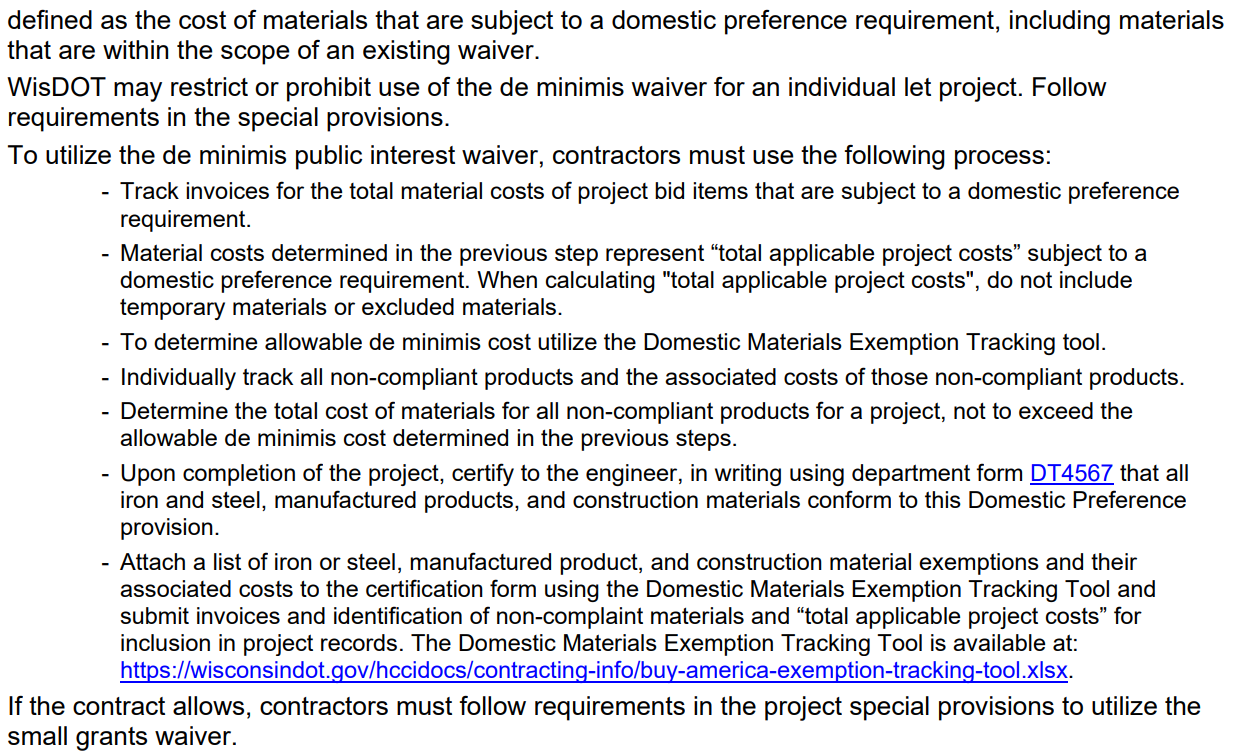 defined as the cost of materials that are subject to a domestic preference requirement, including materials
that are within the scope of an existing waiver.
WisDOT may restrict or prohibit use of the de minimis waiver for an individual let project. Follow
requirements in the special provisions.
To utilize the de minimis public interest waiver, contractors must use the following process:
- Track invoices for the total material costs of project bid items that are subject to a domestic preference
requirement.
- Material costs determined in the previous step represent “total applicable project costs” subject to a
domestic preference requirement. When calculating "total applicable project costs", do not include
temporary materials or excluded materials.
- To determine allowable de minimis cost utilize the Domestic Materials Exemption Tracking tool.
- Individually track all non-compliant products and the associated costs of those non-compliant products.
- Determine the total cost of materials for all non-compliant products for a project, not to exceed the
allowable de minimis cost determined in the previous steps.
- Upon completion of the project, certify to the engineer, in writing using department form DT4567 that all
iron and steel, manufactured products, and construction materials conform to this Domestic Preference
provision.
- Attach a list of iron or steel, manufactured product, and construction material exemptions and their
associated costs to the certification form using the Domestic Materials Exemption Tracking Tool and
submit invoices and identification of non-complaint materials and “total applicable project costs” for
inclusion in project records. The Domestic Materials Exemption Tracking Tool is available at:
https://wisconsindot.gov/hccidocs/contracting-info/buy-america-exemption-tracking-tool.xlsx.
If the contract allows, contractors must follow requirements in the project special provisions to utilize the
small grants waiver.